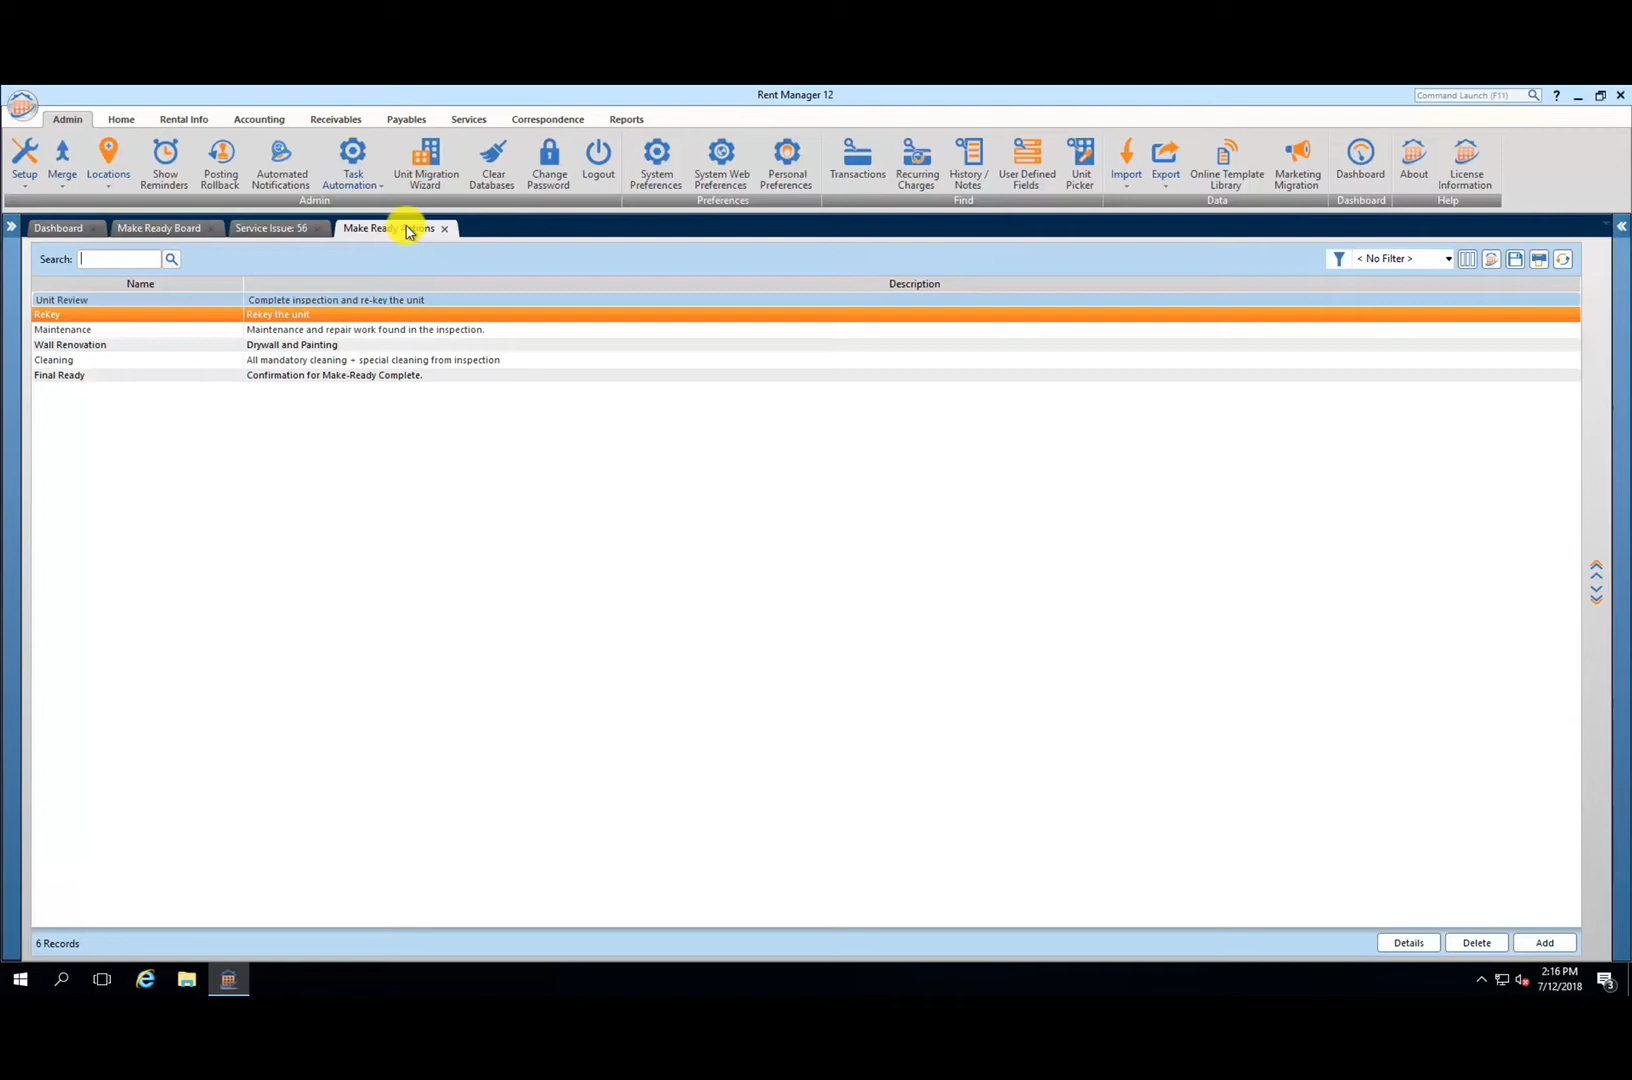 Rent Manager 12
Command Launch (F11)
?
Admin Home Rental Info Accounting Receivables Payables Services Correspondence Reports
Setup Merge Locations Show Reminders Posting Rollback Automated Notifications Task Automation Unit Migration Wizard Clear Databases Change Password Logout System Preferences System Web Preferences Personal Preferences Transactions Recurring Charges History / Notes User Defined Fields Unit Picker Import Export Online Template Library Marketing Migration Dashboard About License Information
Admin Preferences Find Data Dashboard Help
Dashboard Make Ready Board Service Issue: 56 Make Ready
Search: < No Filter >
Name Description
Unit Review Complete inspection and re-key the unit
ReKey Rekey the unit
Maintenance Maintenance and repair work found in the inspection.
Wall Renovation Drywall and Painting
Cleaning All mandatory cleaning + special cleaning from inspection
Final Ready Confirmation for Make-Ready Complete.
6 Records Details Delete Add
2:16 PM
7/12/2018
3